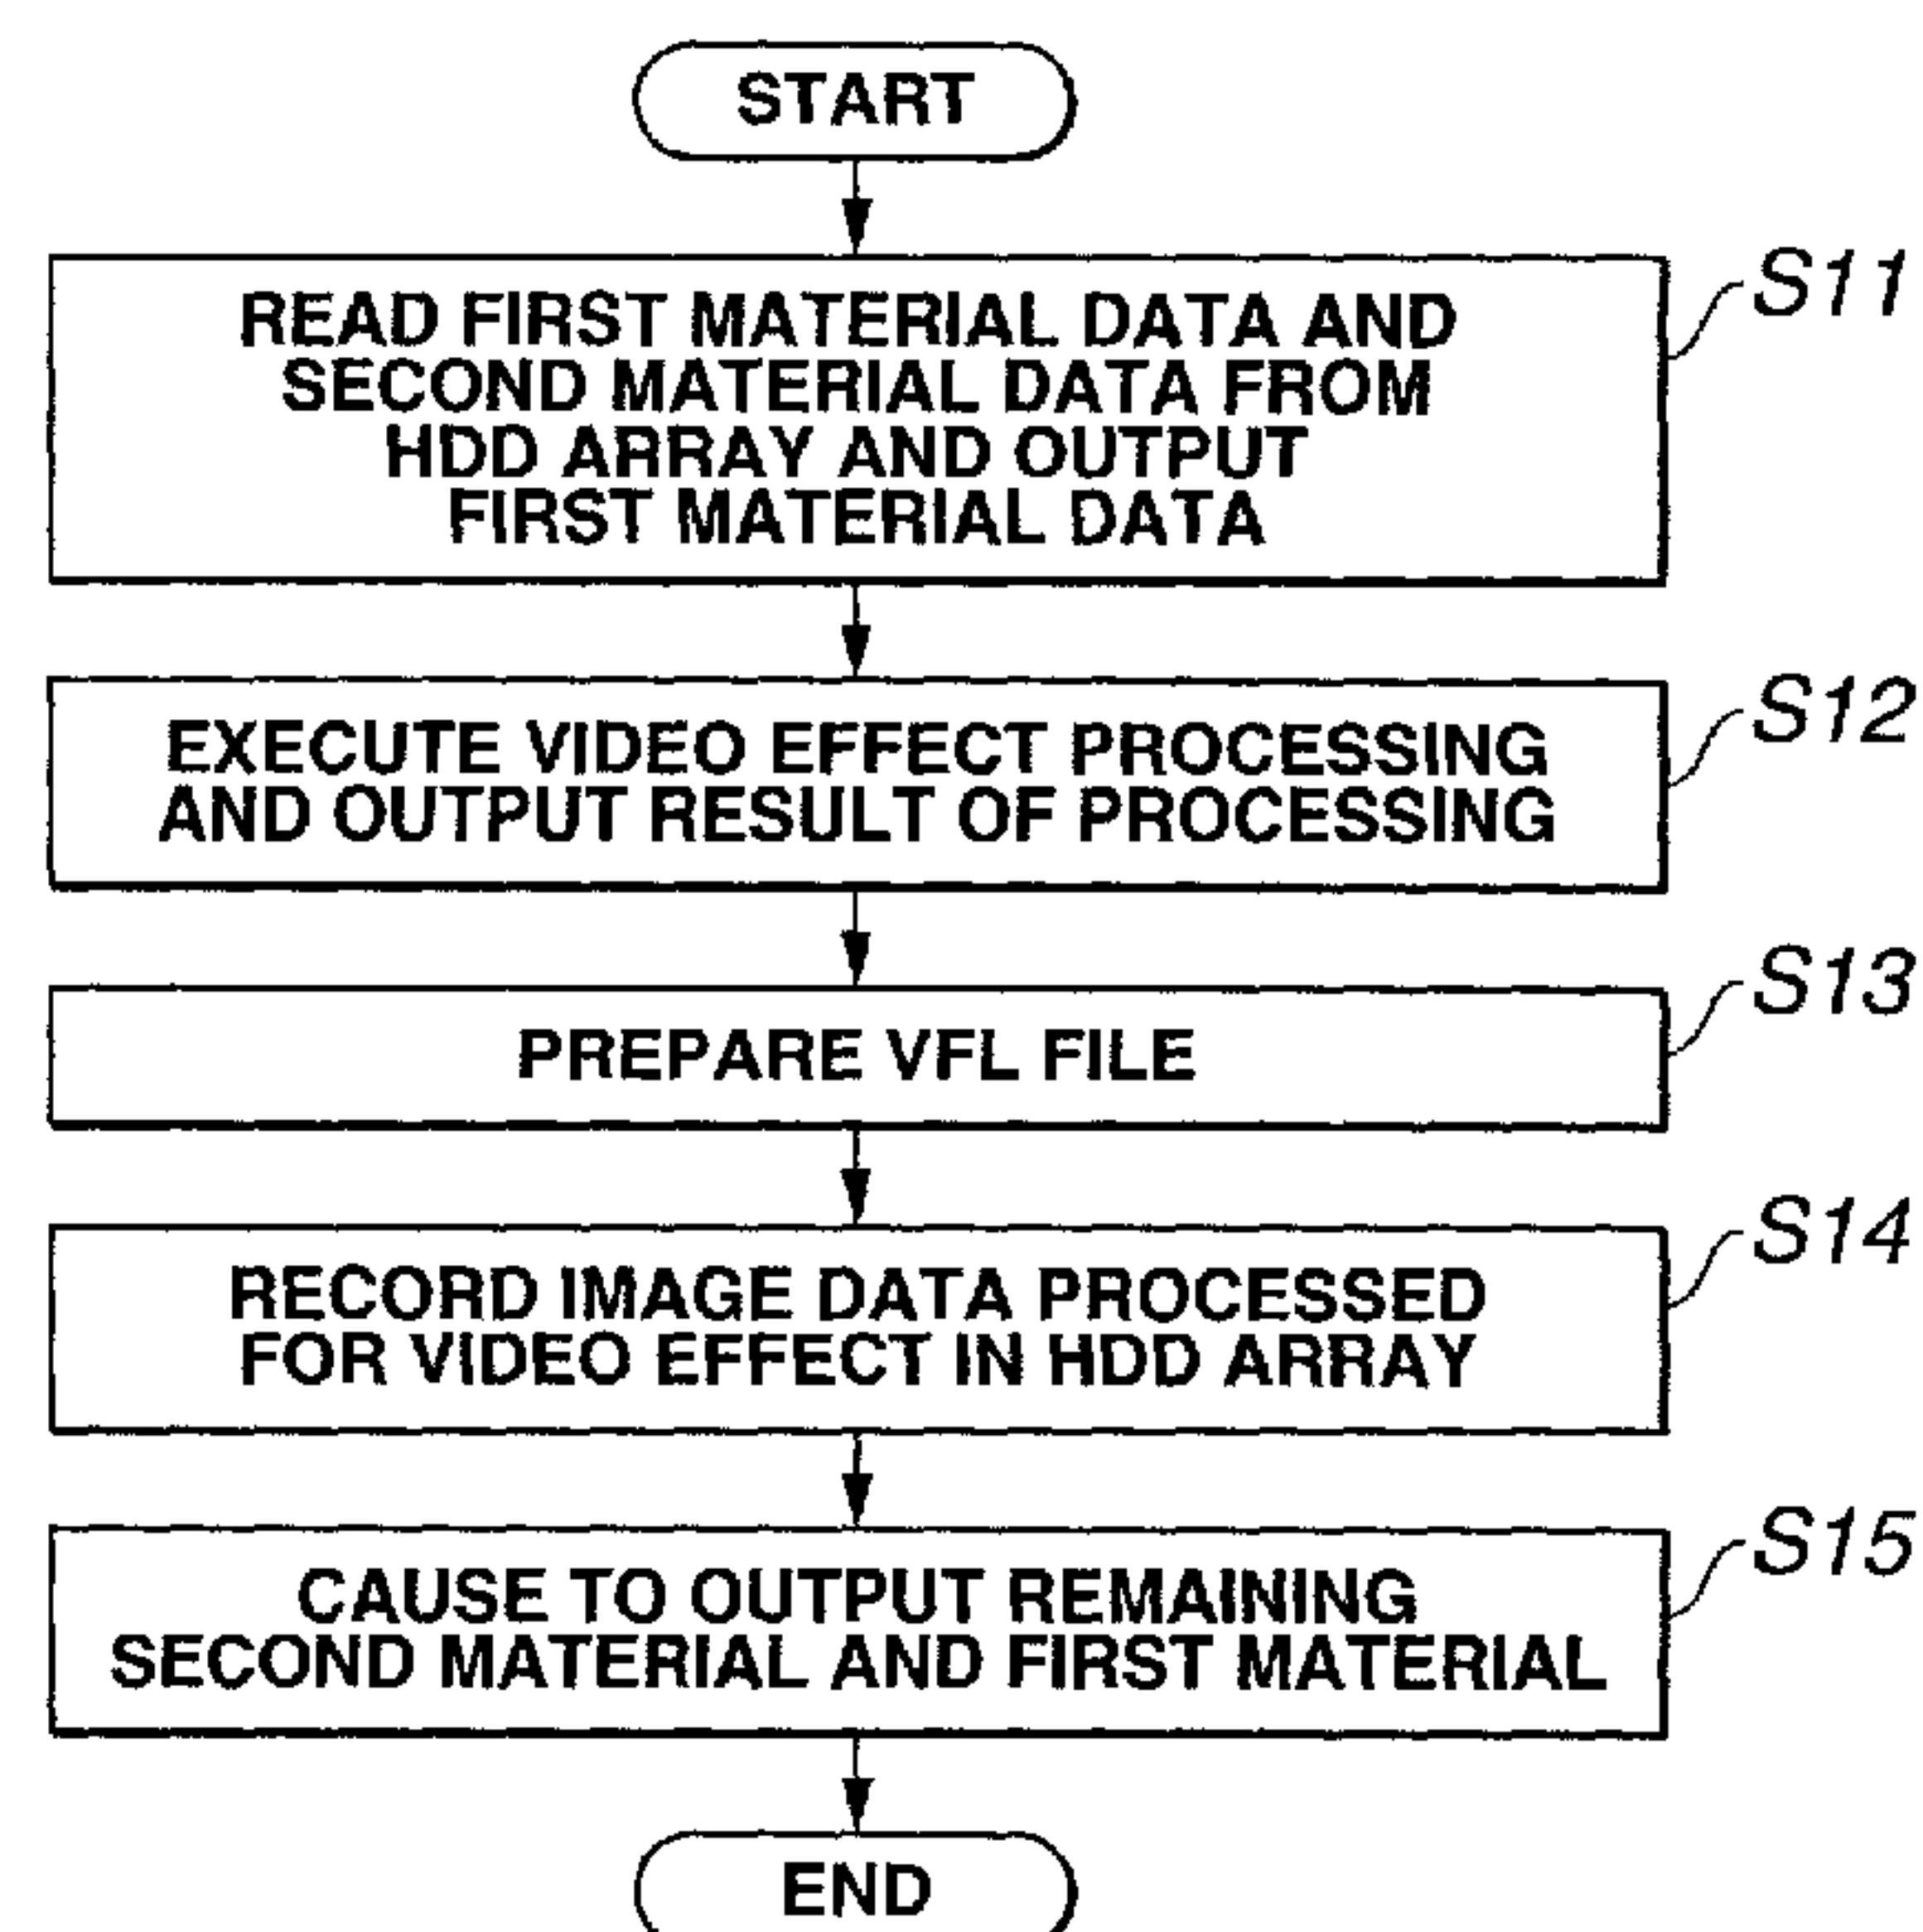 START
READ FIRST MATERIAL DATA AND
SECOND MATERIAL DATA FROM
HDD ARRAY AND OUTPUT
FIRST MATERIAL DATA
S11
EXECUTE VIDEO EFFECT PROCESSING
AND OUTPUT RESULT OF PROCESSING
S12
PREPARE VFL FILE
S13
RECORD IMAGE DATA PROCESSED
FOR VIDEO EFFECT IN HDD ARRAY
S14
CAUSE TO OUTPUT REMAINING
SECOND MATERIAL AND FIRST MATERIAL
S15
END